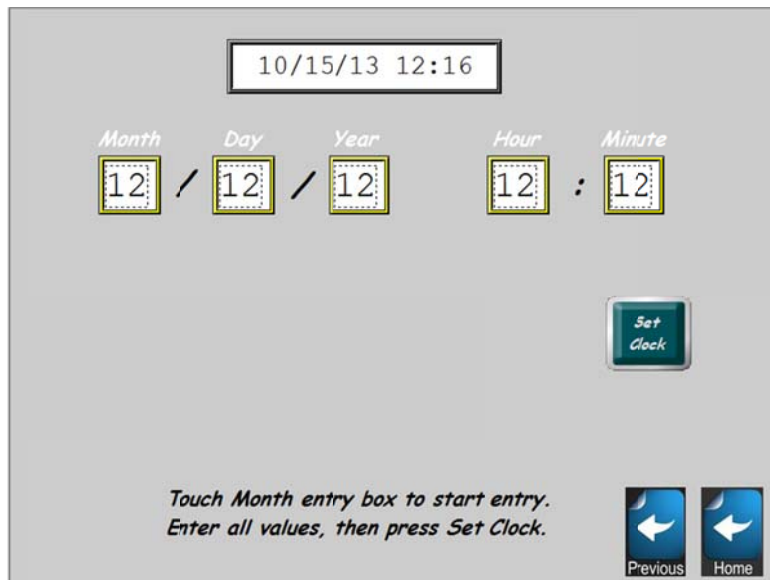 10/15/13 12:16
Month Day Year Hour Minute
12 / 12 / 12 12 : 12
Set
Clock
Touch Month entry box to start entry.
Enter all values, then press Set Clock.
Previous Home